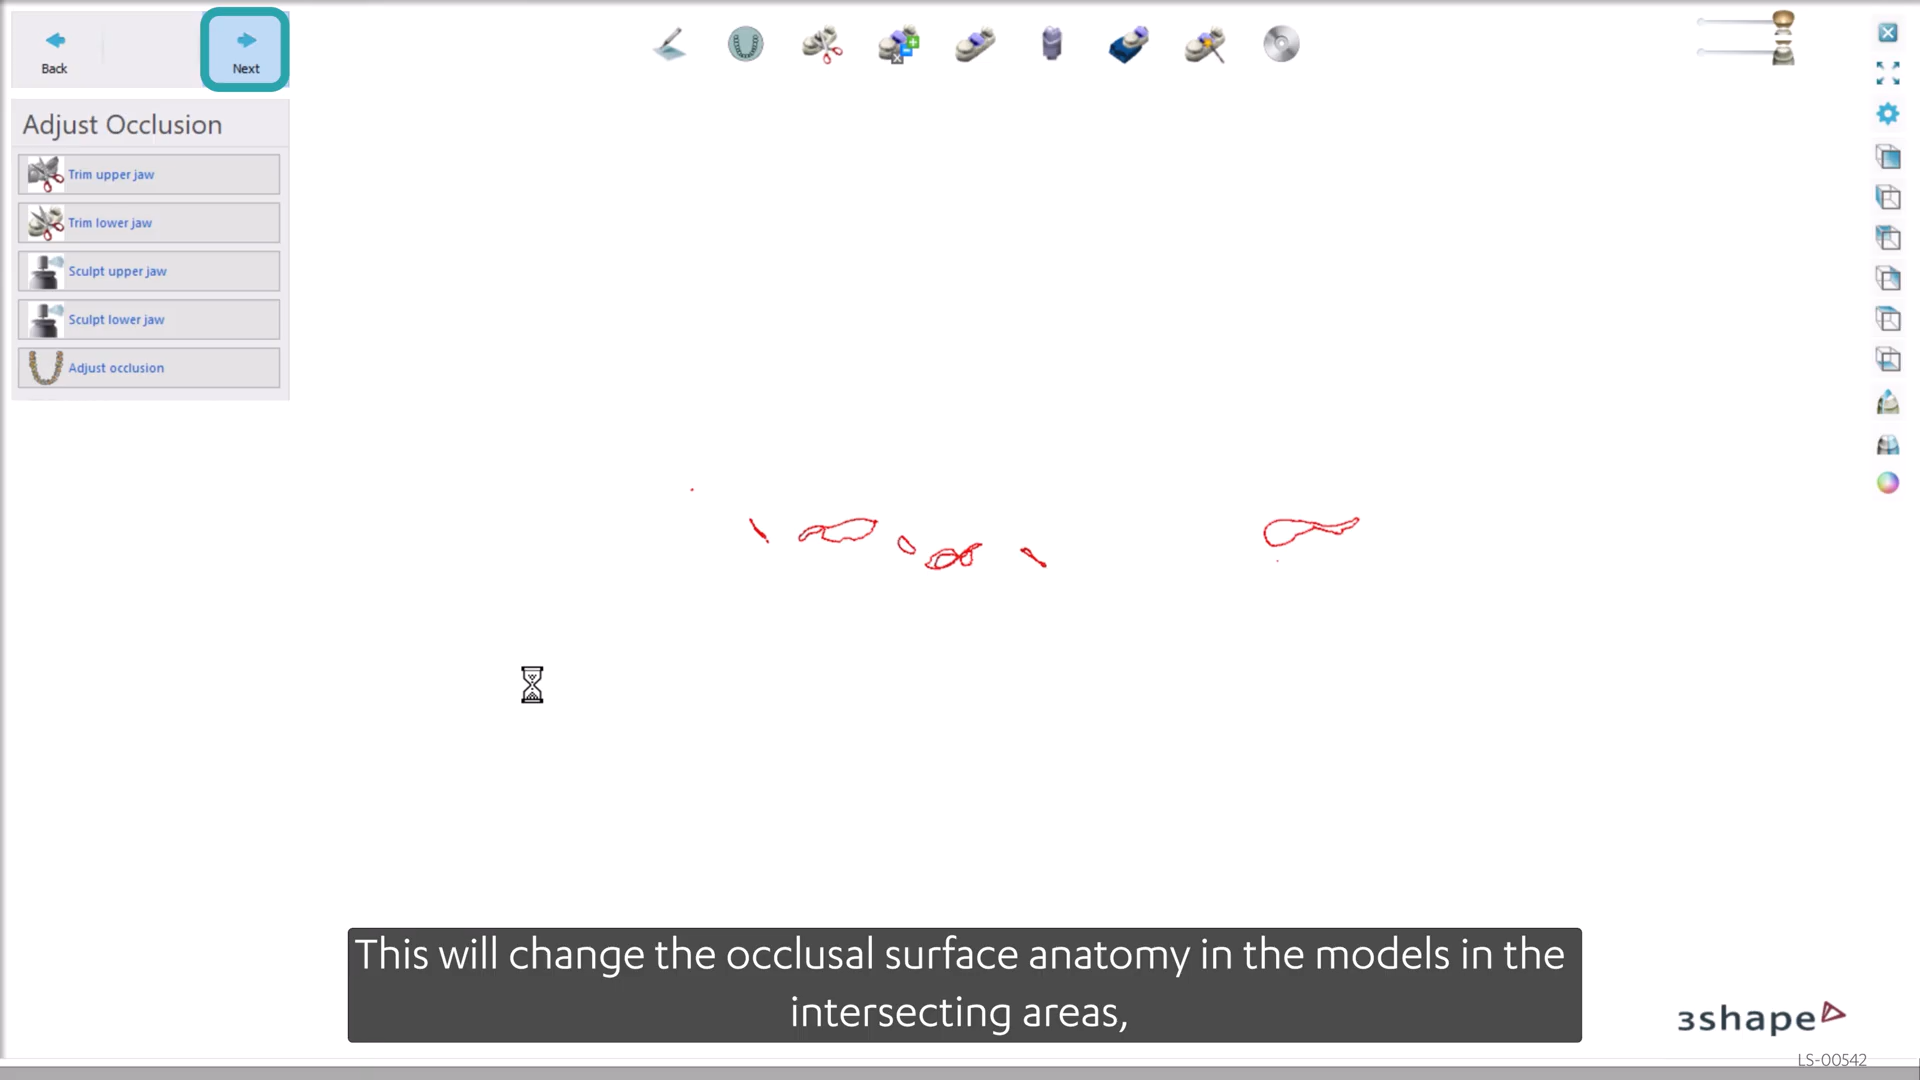 Back
Next
Adjust Occlusion
Trim upper jaw
Trim lower jaw
Sculpt upper jaw
Sculpt lower jaw
Adjust occlusion
This will change the occlusal surface anatomy in the models in the
intersecting areas,
3shape
LS-00542